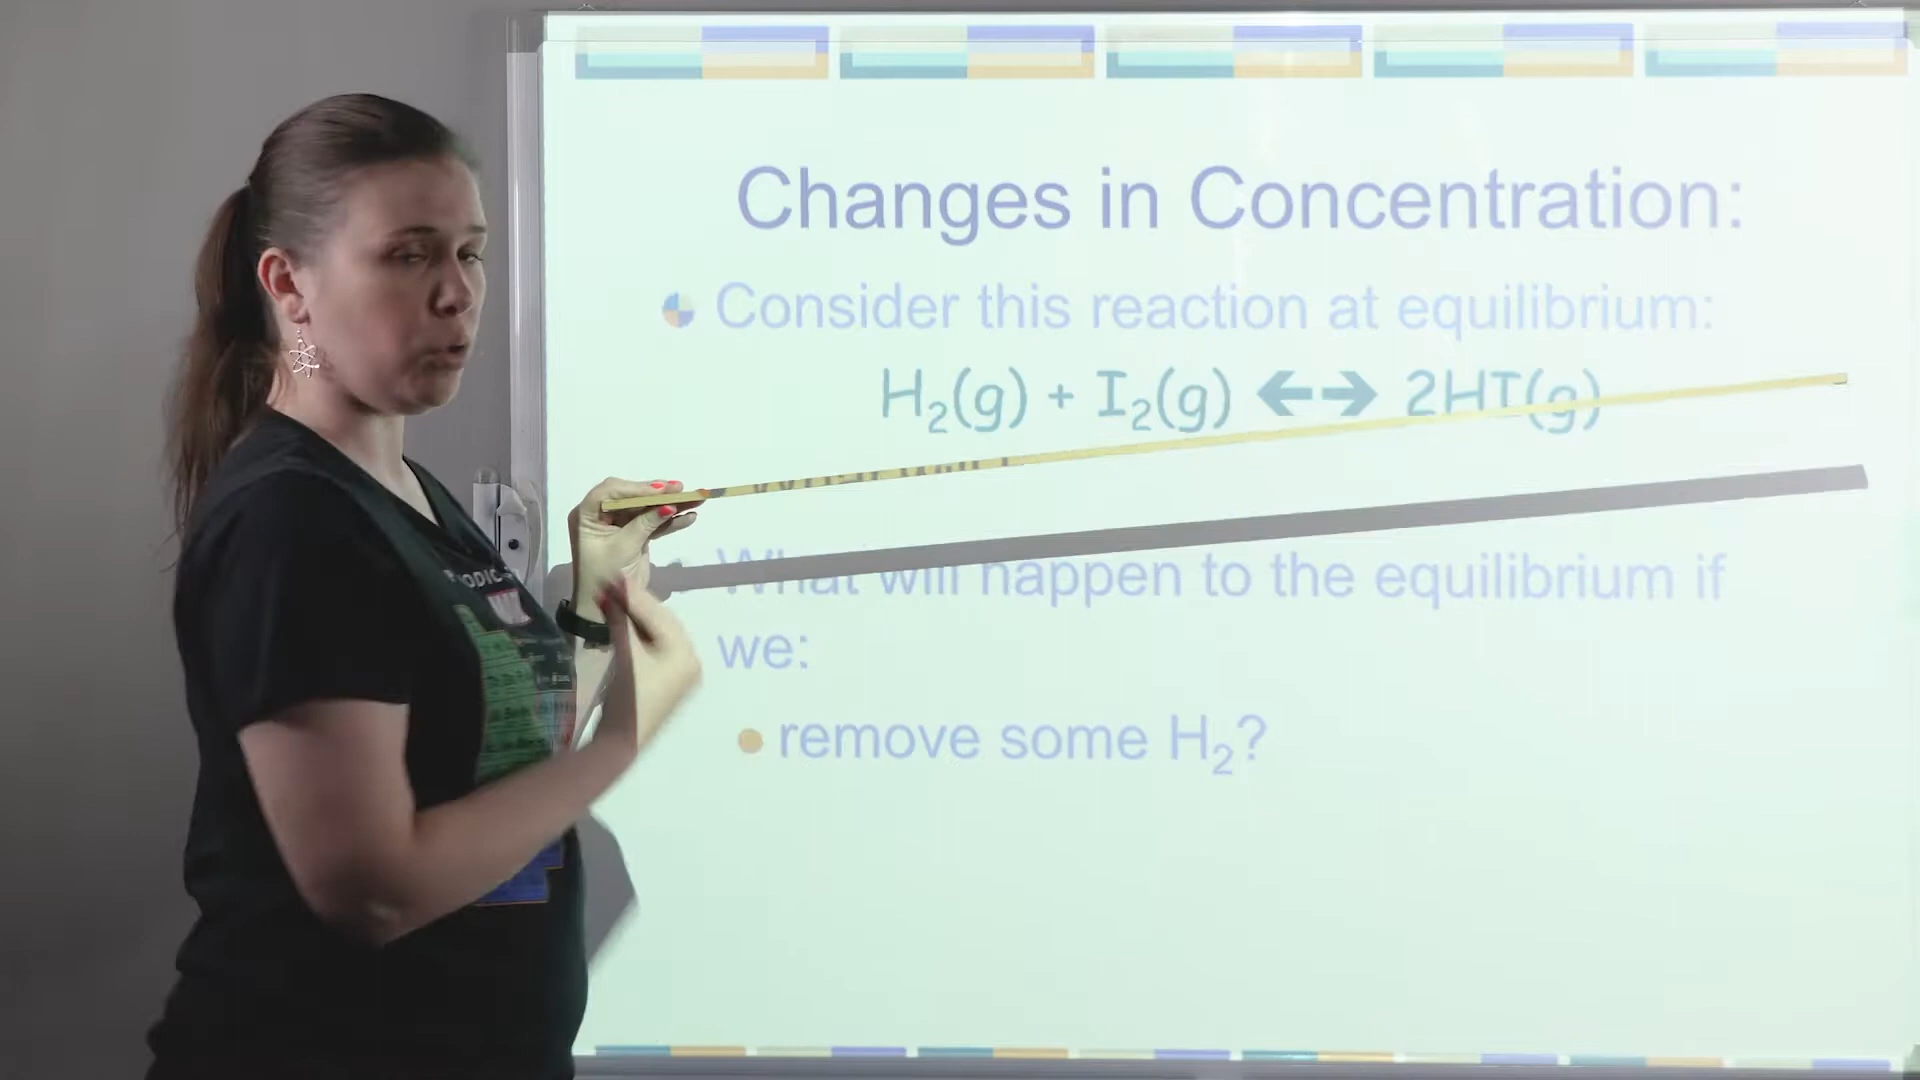 Changes in Concentration:
Consider this reaction at equilibrium:
H₂(g) + I₂(g) ←→ 2HI(g)
What will happen to the equilibrium if
we:
remove some H₂?